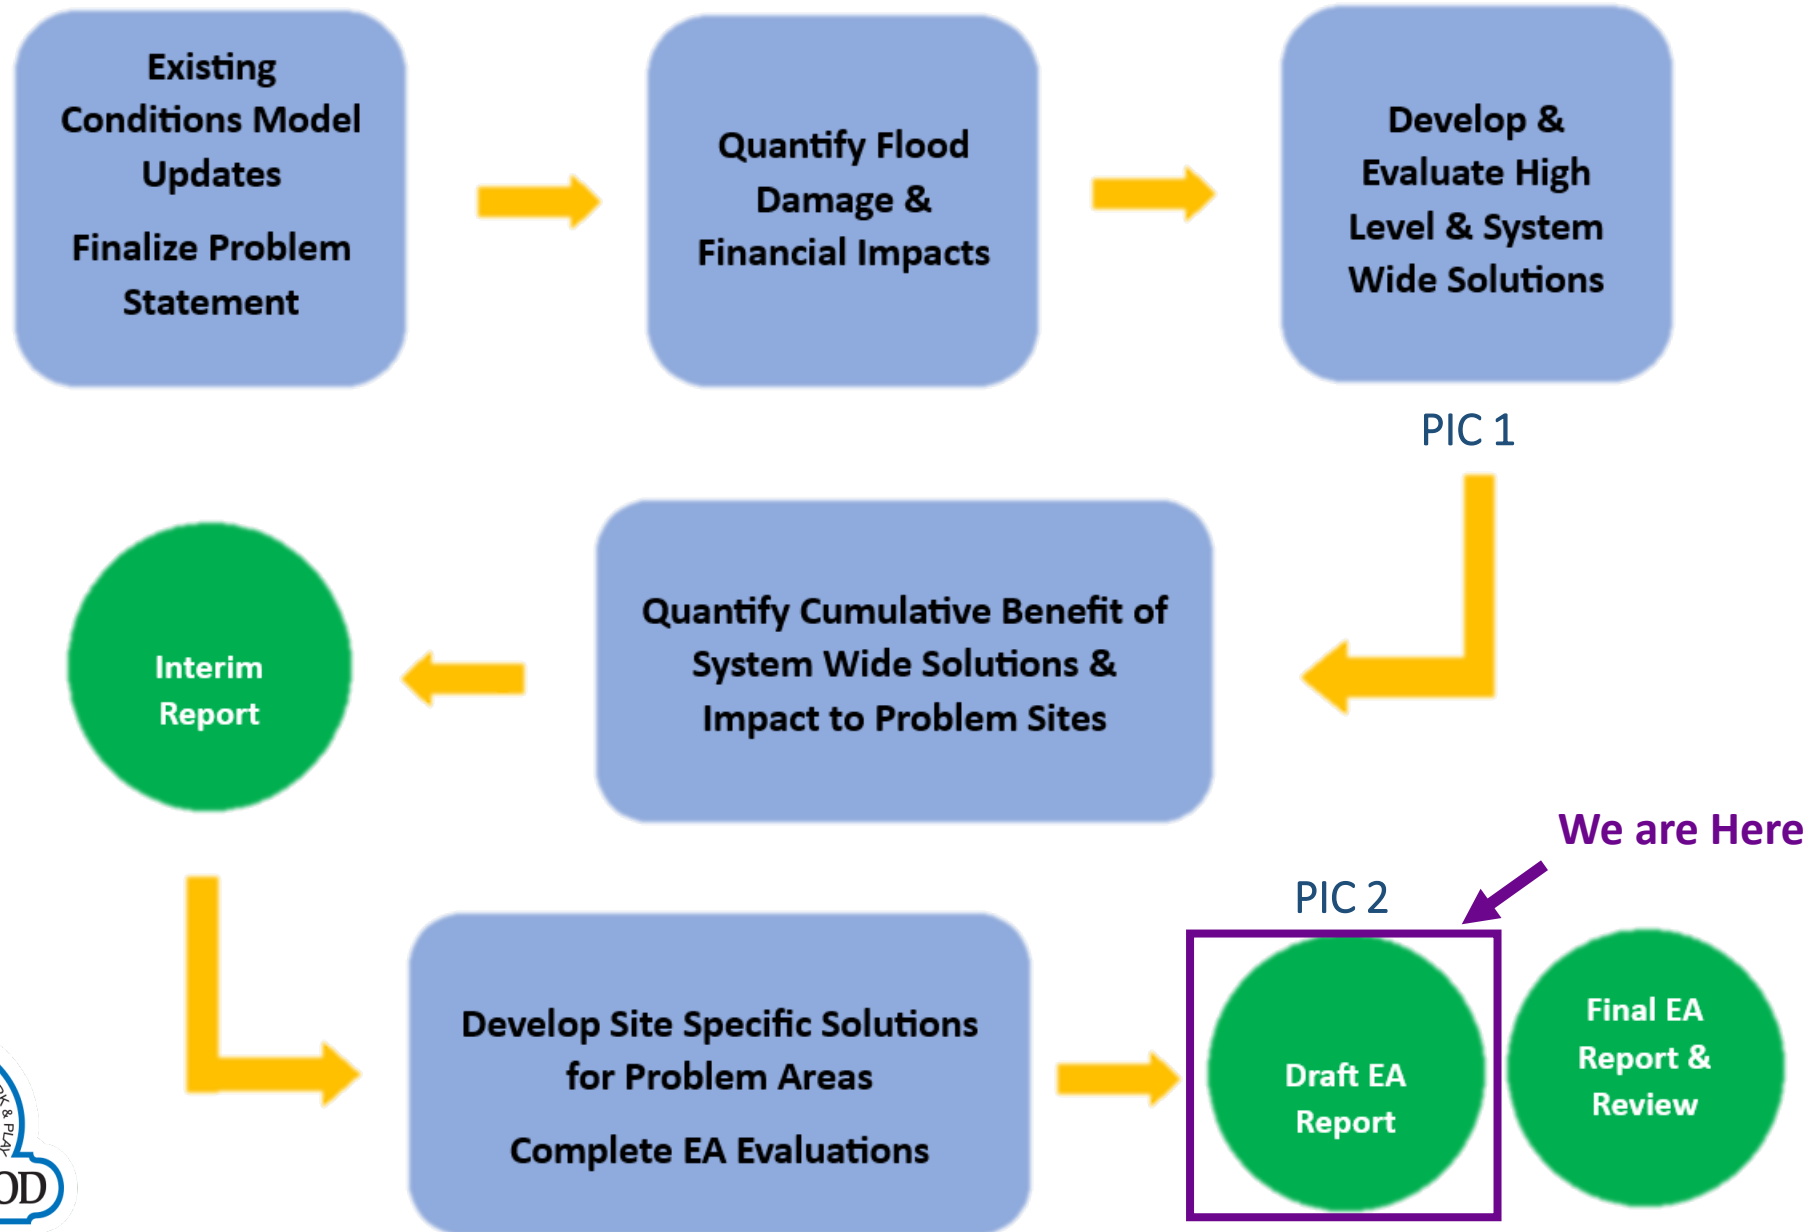 Existing
Conditions Model
Updates
Finalize Problem
Statement
Quantify Flood
Damage &
Financial Impacts
Develop &
Evaluate High
Level & System
Wide Solutions
PIC 1
Quantify Cumulative Benefit of
System Wide Solutions &
Impact to Problem Sites
Interim
Report
We are Here
PIC 2
Develop Site Specific Solutions
for Problem Areas
Complete EA Evaluations
Draft EA
Report
Final EA
Report &
Review
& PLAY
OD